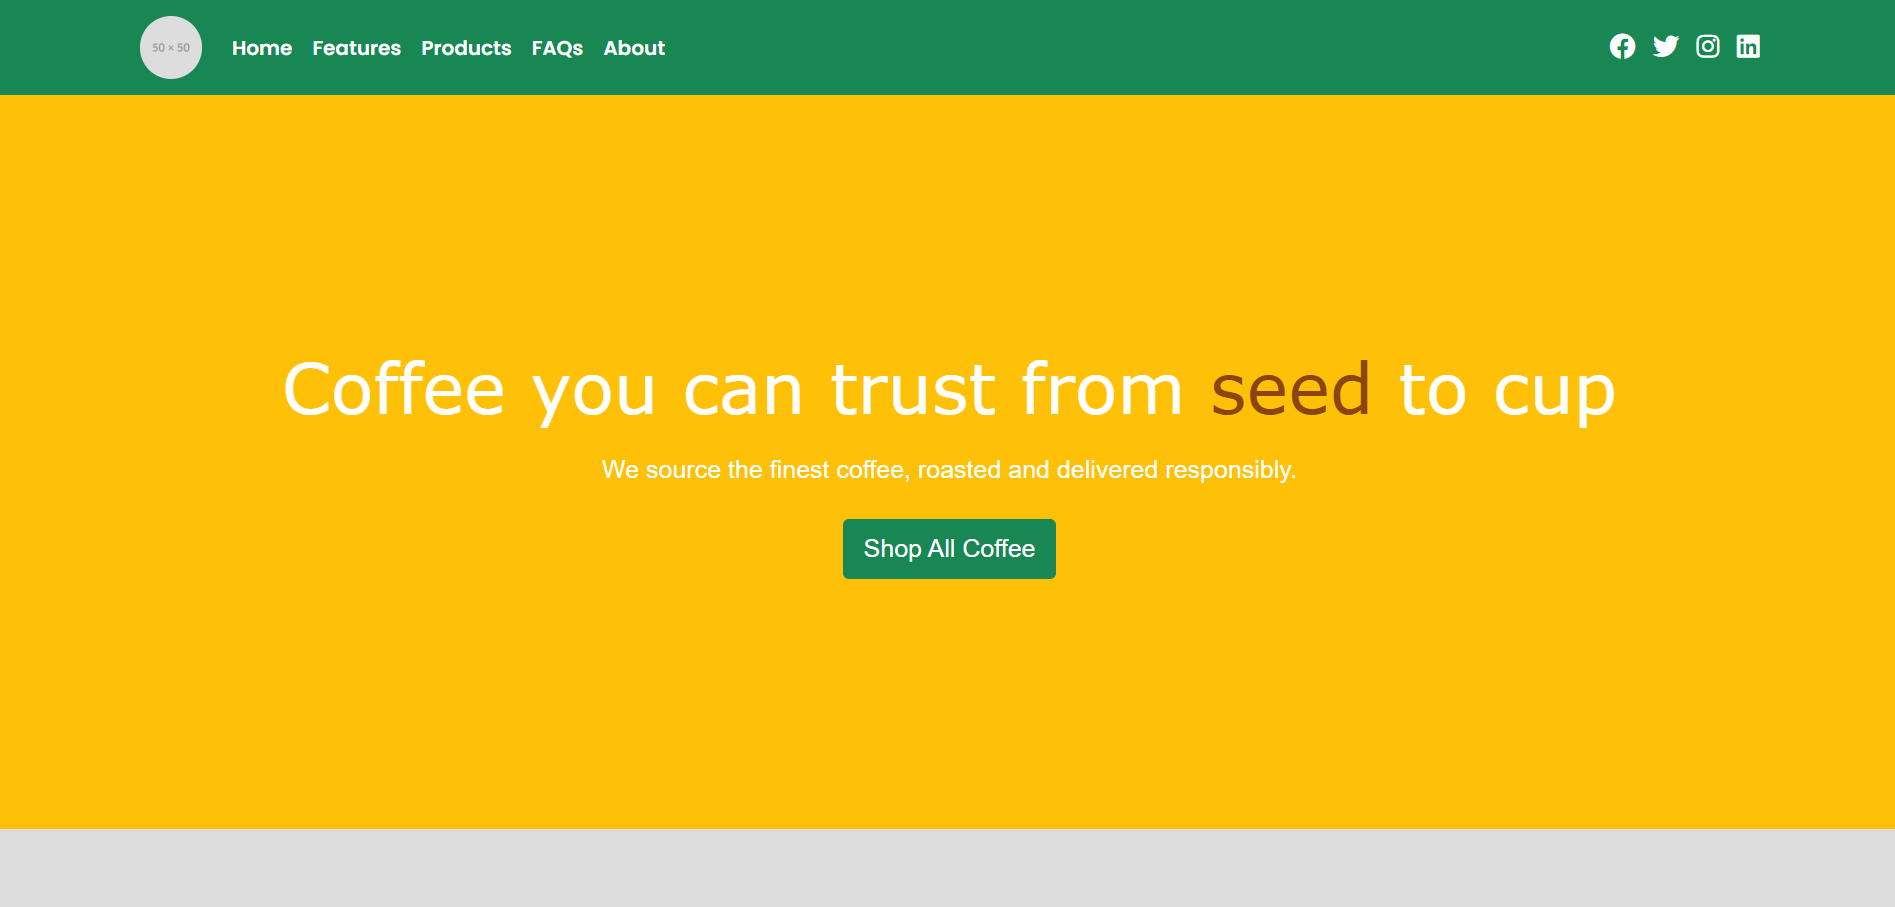 50 × 50
Home Features Products FAQs About
Coffee you can trust from seed to cup
We source the finest coffee, roasted and delivered responsibly.
Shop All Coffee